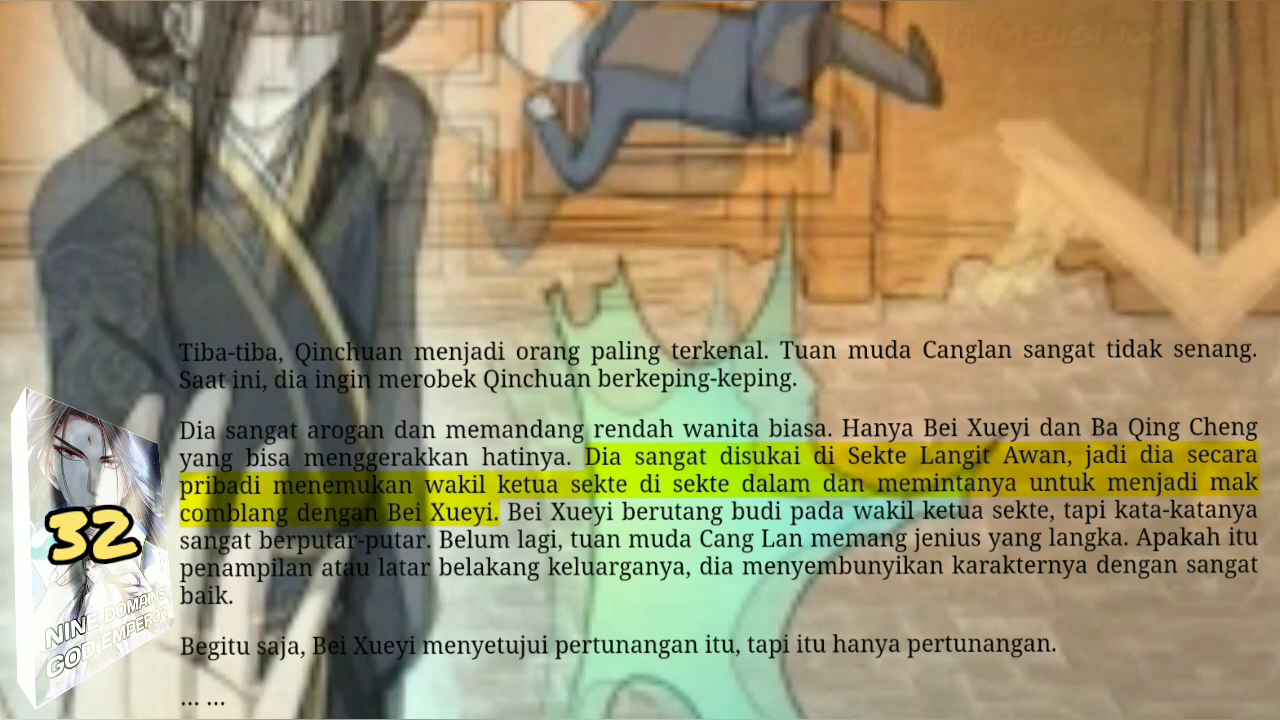 Tiba-tiba, Qinchuan menjadi orang paling terkenal. Tuan muda Canglan sangat tidak senang.
Saat ini, dia ingin merobek Qinchuan berkeping-keping.
Dia sangat arogan dan memandang rendah wanita biasa. Hanya Bei Xueyi dan Ba Qing Cheng
yang bisa menggerakkan hatinya. Dia sangat disukai di Sekte Langit Awan, jadi dia secara
pribadi menemukan wakil ketua sekte di sekte dalam dan memintanya untuk menjadi mak
comblang dengan Bei Xueyi. Bei Xueyi berutang budi pada wakil ketua sekte, tapi kata-katanya
sangat berputar-putar. Belum lagi, tuan muda Cang Lan memang jenius yang langka. Apakah itu
penampilan atau latar belakang keluarganya, dia menyembunyikan karakternya dengan sangat
baik.
Begitu saja, Bei Xueyi menyetujui pertunangan itu, tapi itu hanya pertunangan.
... ...
32
NINE DOMAINS
GOD EMPEROR